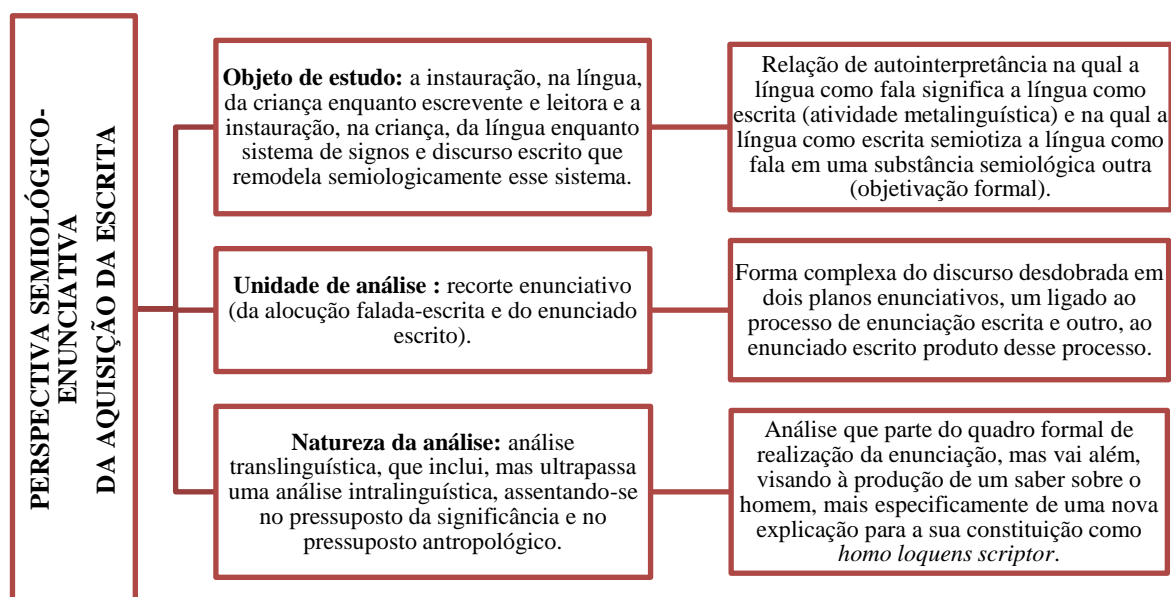 PERSPECTIVA SEMIOLÓGICO-
ENUNCIATIVA
DA AQUISIÇÃO DA ESCRITA
Objeto de estudo: a instauração, na língua,
da criança enquanto escrevente e leitora e a
instauração, na criança, da língua enquanto
sistema de signos e discurso escrito que
remodela semiologicamente esse sistema.
Relação de autointerpretância na qual a
língua como fala significa a língua como
escrita (atividade metalinguística) e na qual a
língua como escrita semiotiza a língua como
fala em uma substância semiológica outra
(objetivação formal).
Unidade de análise : recorte enunciativo
(da alocução falada-escrita e do enunciado
escrito).
Forma complexa do discurso desdobrada em
dois planos enunciativos, um ligado ao
processo de enunciação escrita e outro, ao
enunciado escrito produto desse processo.
Natureza da análise: análise
translinguística, que inclui, mas ultrapassa
uma análise intralinguística, assentando-se
no pressuposto da significância e no
pressuposto antropológico.
Análise que parte do quadro formal de
realização da enunciação, mas vai além,
visando à produção de um saber sobre o
homem, mais especificamente de uma nova
explicação para a sua constituição como
homo loquens scriptor.